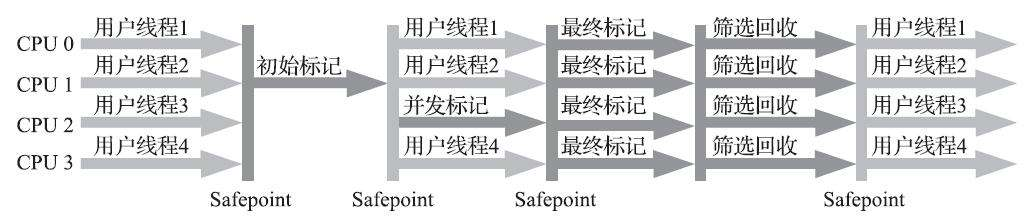 CPU 0 用户线程1 用户线程1 最终标记 筛选回收 用户线程1
CPU 1 用户线程2 初始标记 用户线程2 最终标记 筛选回收 用户线程2
CPU 2 用户线程3 并发标记 最终标记 筛选回收 用户线程3
CPU 3 用户线程4 用户线程4 最终标记 筛选回收 用户线程4
Safepoint Safepoint Safepoint Safepoint